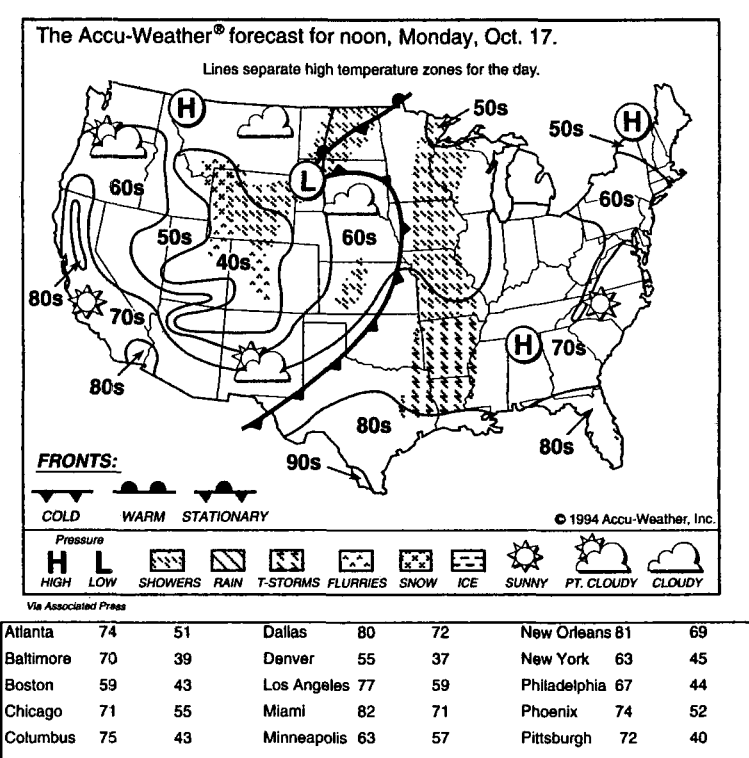 The Accu-Weather® forecast for noon, Monday, Oct. 17.
Lines separate high temperature zones for the day.
H
50s
50s
H
60s
L
60s
50s
60s
40s
80s
70s
H
70s
80s
80s
80s
90s
FRONTS:
COLD WARM STATIONARY
© 1994 Accu-Weather, Inc.
Pressure
H L
HIGH LOW SHOWERS RAIN T-STORMS FLURRIES SNOW ICE SUNNY PT. CLOUDY CLOUDY
Via Associated Press
Atlanta 74 51 Dallas 80 72 New Orleans 81 69
Baltimore 70 39 Denver 55 37 New York 63 45
Boston 59 43 Los Angeles 77 59 Philadelphia 67 44
Chicago 71 55 Miami 82 71 Phoenix 74 52
Columbus 75 43 Minneapolis 63 57 Pittsburgh 72 40